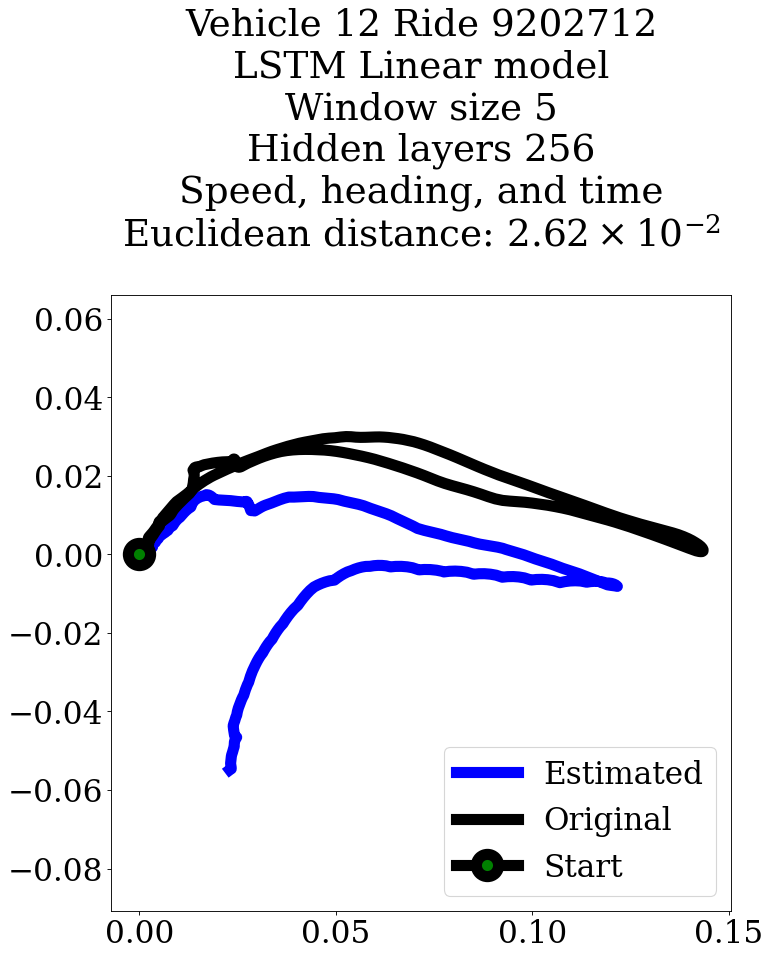 Vehicle 12 Ride 9202712
LSTM Linear model
Window size 5
Hidden layers 256
Speed, heading, and time
Euclidean distance: 2.62 × 10⁻²
0.06
0.04
0.02
0.00
−0.02
−0.04
−0.06
−0.08
Estimated
Original
Start
0.00 0.05 0.10 0.15